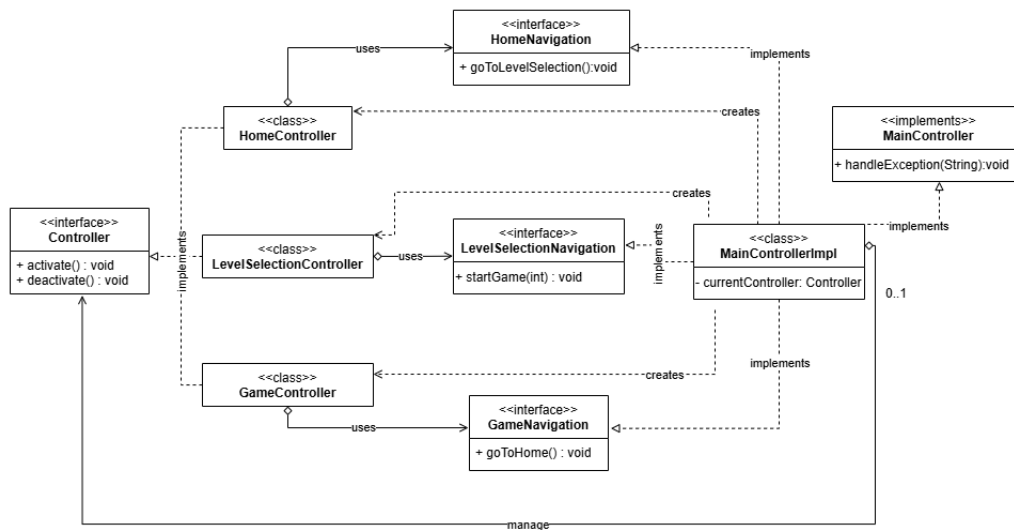 <<interface>>
HomeNavigation
+ goToLevelSelection():void
uses
implements
<<class>>
HomeController
creates
<<implements>>
MainController
+ handleException(String):void
<<interface>>
Controller
+ activate() : void
+ deactivate() : void
implements
<<class>>
LevelSelectionController
uses
creates
<<interface>>
LevelSelectionNavigation
+ startGame(int) : void
implements
<<class>>
MainControllerImpl
- currentController: Controller
implements
0..1
<<class>>
GameController
creates
implements
uses
<<interface>>
GameNavigation
+ goToHome() : void
manage